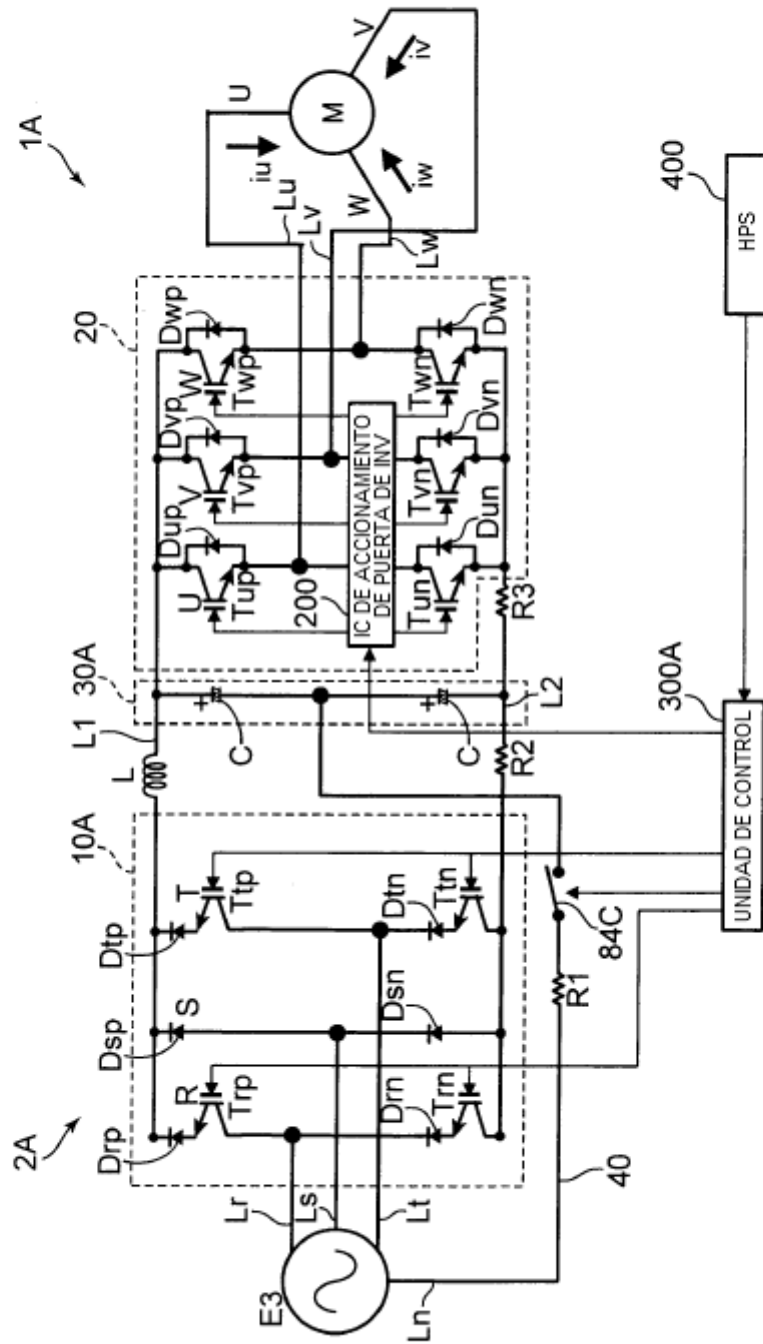 2A
1A
10A
30A
20
Drp
Dsp
Dtp
R
S
T
Trp
Ttp
Drn
Dsn
Dtn
Trn
Ttn
E3
Lr
Ls
Lt
Ln
40
R1
84C
L
L1
+
C
+
C
R2
L2
R3
Dup
Dvp
Dwp
U
V
W
Tup
Tvp
Twp
200
IC DE ACCIONAMIENTO
DE PUERTA DE INV
Tun
Tvn
Twn
Dun
Dvn
Dwn
Lu
Lv
Lw
U
V
W
iu
iv
iw
M
300A
UNIDAD DE CONTROL
400
HPS